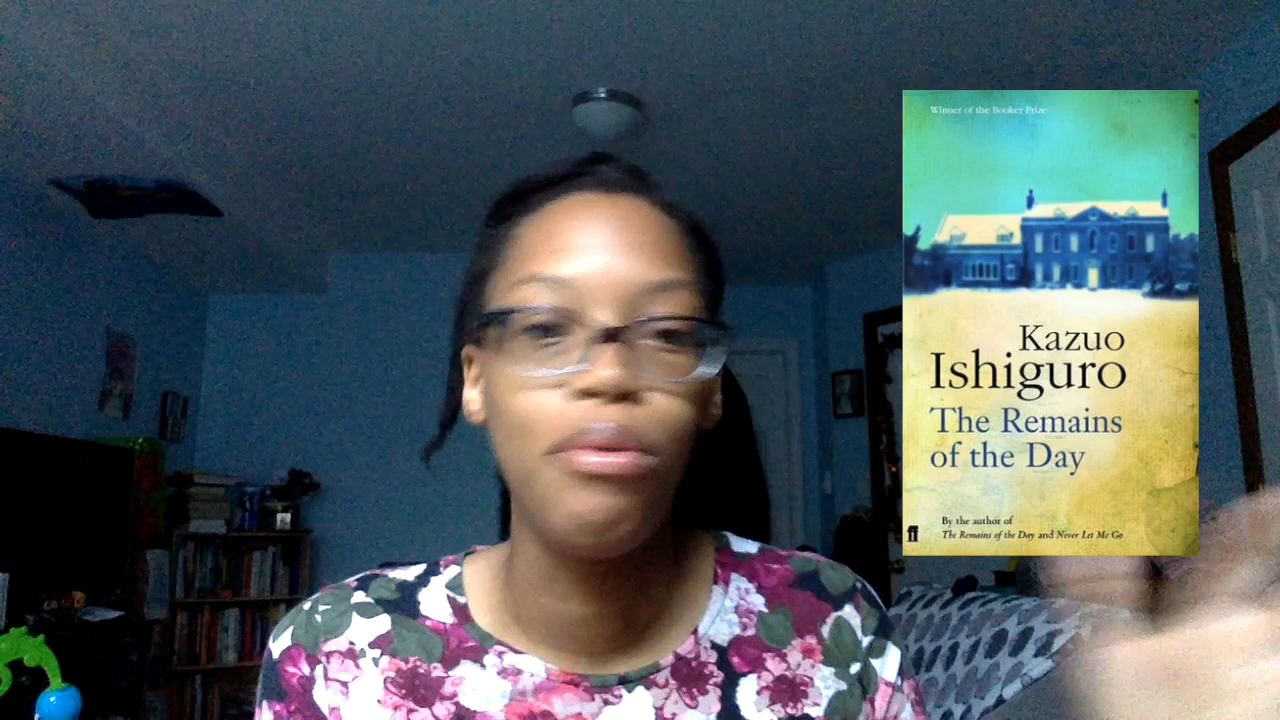 Winner of the Booker Prize
Kazuo
Ishiguro
The Remains
of the Day
By the author of
ff
The Remains of the Day and Never Let Me Go